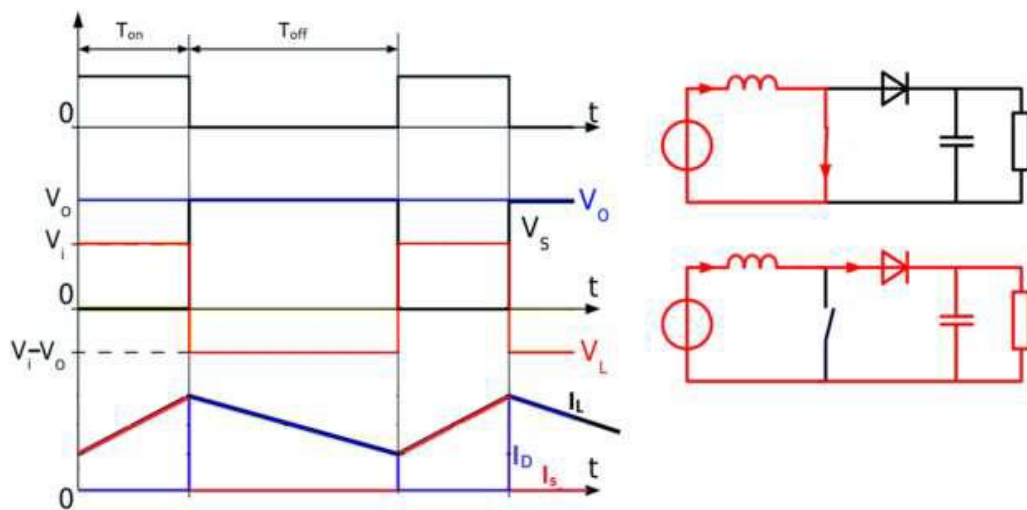 Ton Toff
0 t
Vo VO
Vi VS
0 t
Vi–Vo VL
IL
ID Is t
0